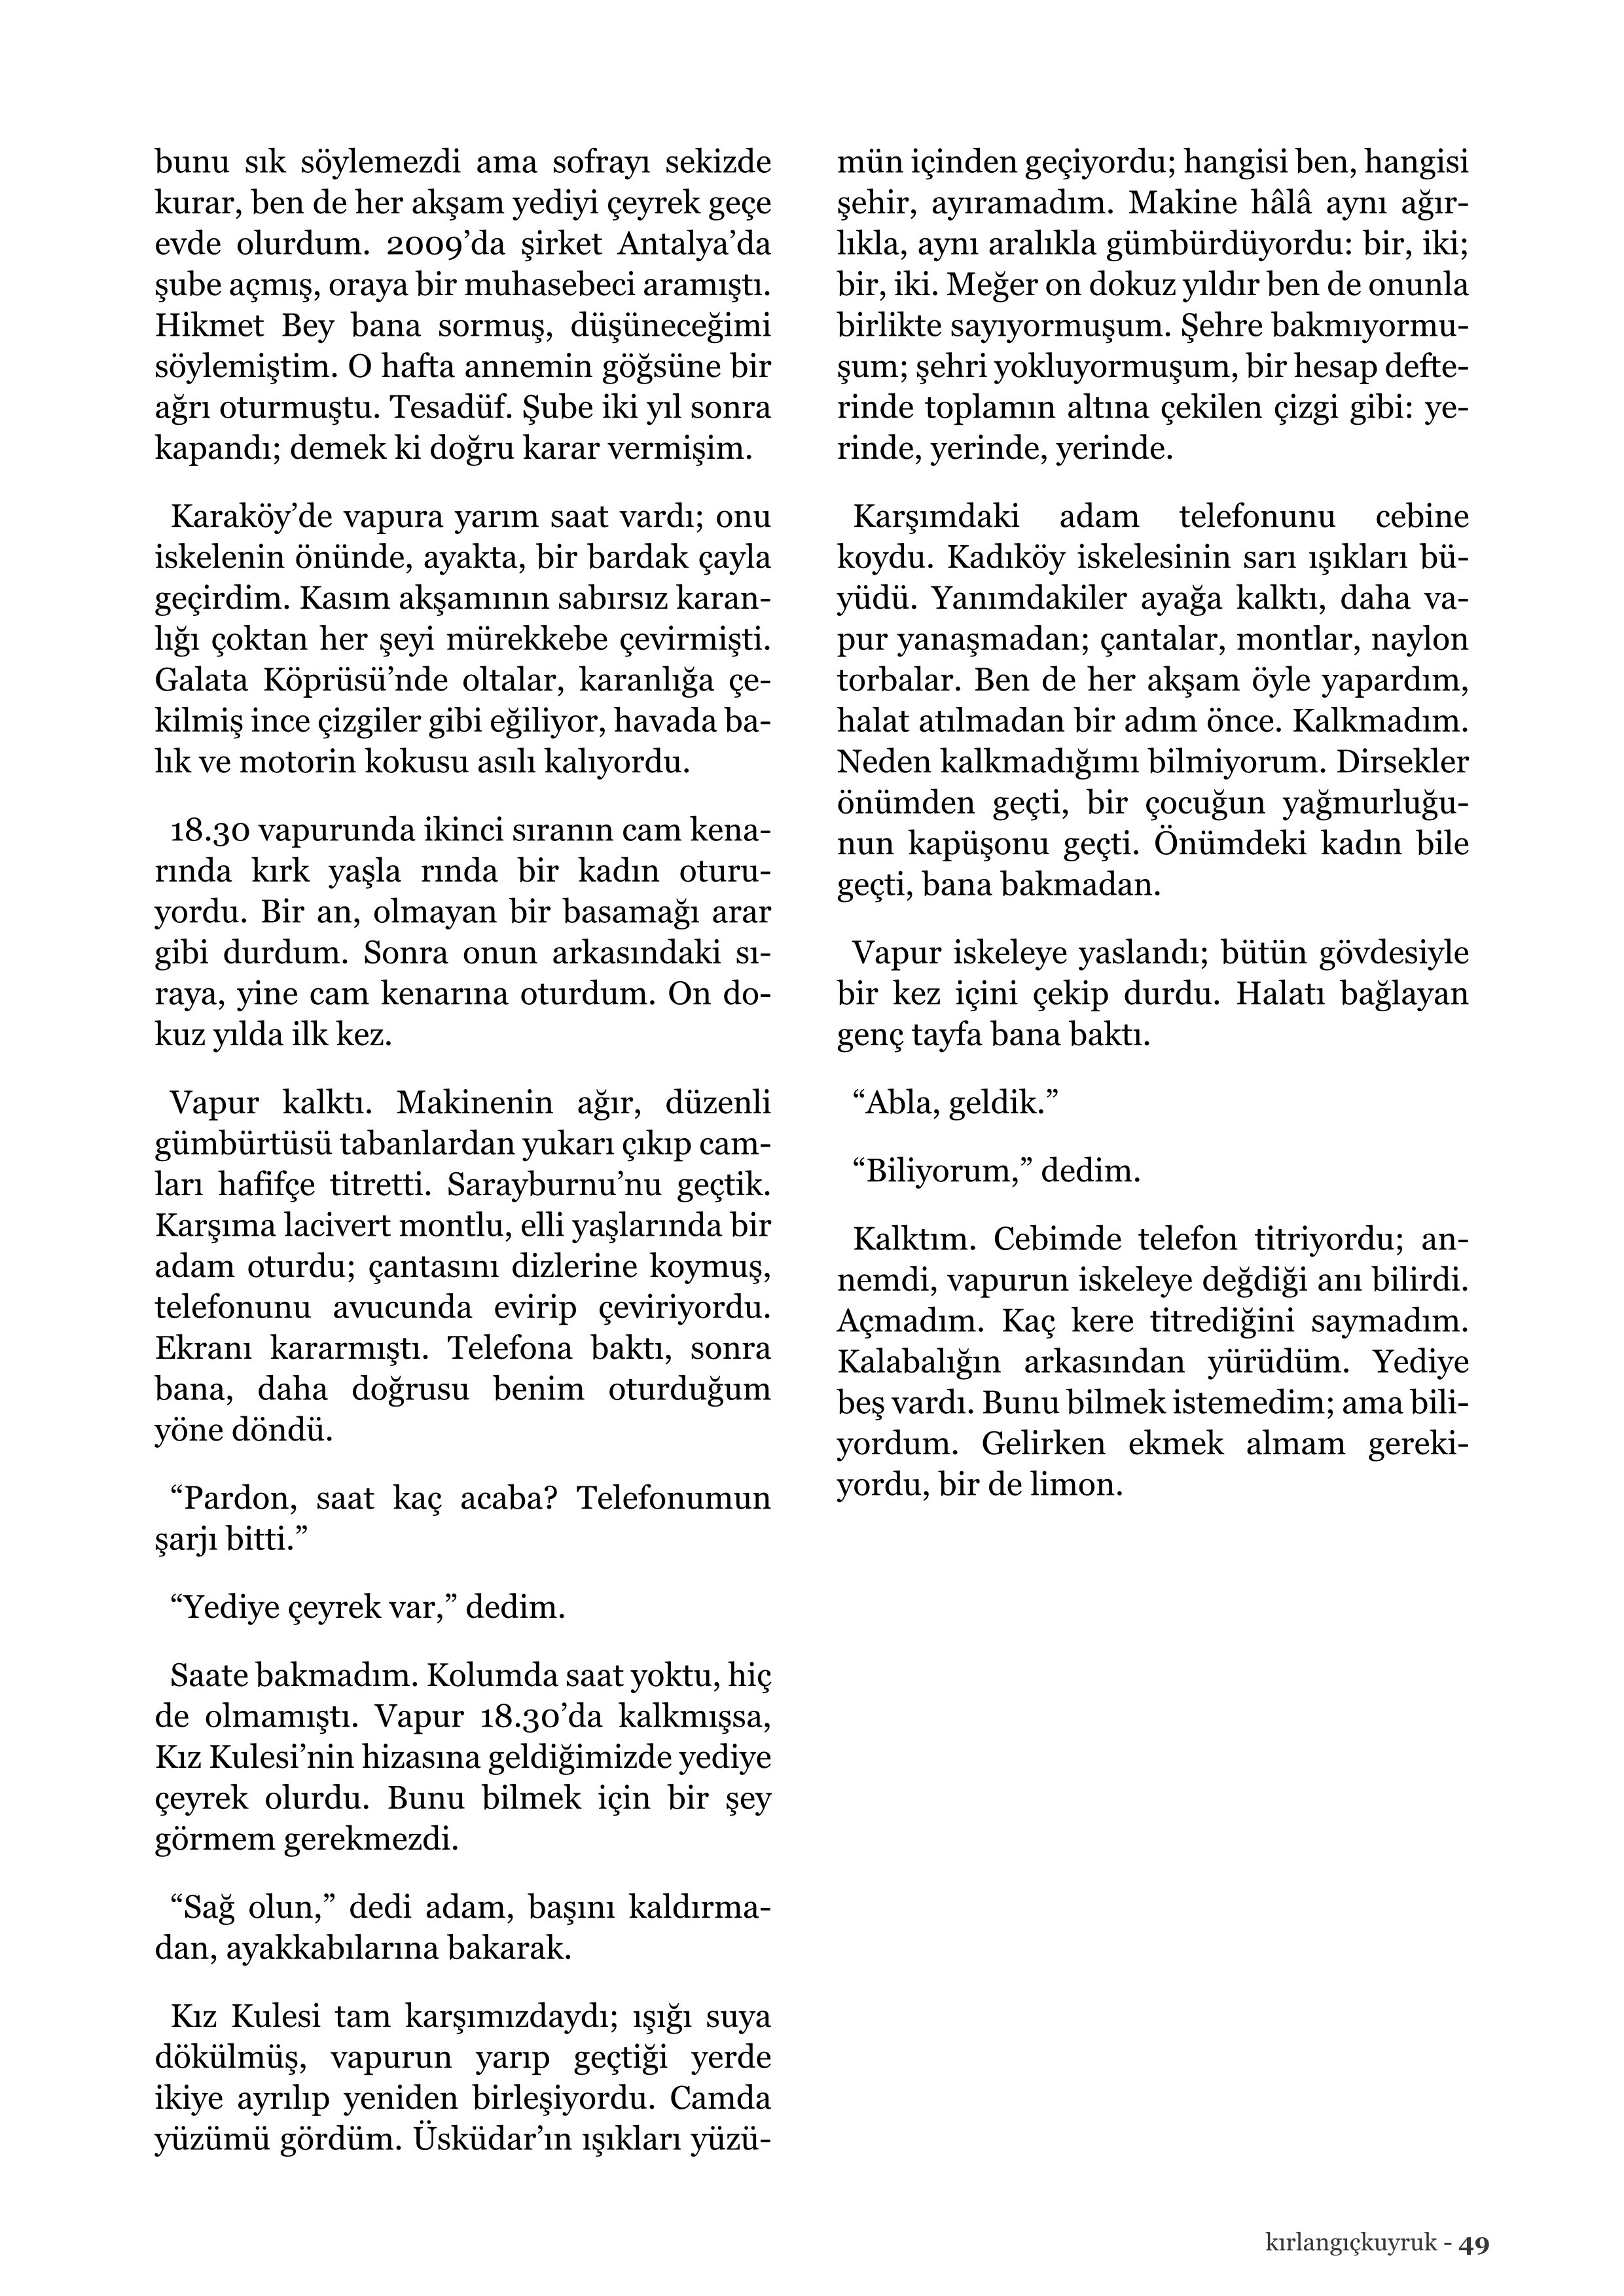 bunu sık söylemezdi ama sofrayı sekizde
kurar, ben de her akşam yediyi çeyrek geçe
evde olurdum. 2009’da şirket Antalya’da
şube açmış, oraya bir muhasebeci aramıştı.
Hikmet Bey bana sormuş, düşüneceğimi
söylemiştim. O hafta annemin göğsüne bir
ağrı oturmuştu. Tesadüf. Şube iki yıl sonra
kapandı; demek ki doğru karar vermişim.
Karaköy’de vapura yarım saat vardı; onu
iskelenin önünde, ayakta, bir bardak çayla
geçirdim. Kasım akşamının sabırsız karan-
lığı çoktan her şeyi mürekkebe çevirmişti.
Galata Köprüsü’nde oltalar, karanlığa çe-
kilmiş ince çizgiler gibi eğiliyor, havada ba-
lık ve motorin kokusu asılı kalıyordu.
18.30 vapurunda ikinci sıranın cam kena-
rında kırk yaşla rında bir kadın oturu-
yordu. Bir an, olmayan bir basamağı arar
gibi durdum. Sonra onun arkasındaki sı-
raya, yine cam kenarına oturdum. On do-
kuz yılda ilk kez.
Vapur kalktı. Makinenin ağır, düzenli
gümbürtüsü tabanlardan yukarı çıkıp cam-
ları hafifçe titretti. Sarayburnu’nu geçtik.
Karşıma lacivert montlu, elli yaşlarında bir
adam oturdu; çantasını dizlerine koymuş,
telefonunu avucunda evirip çeviriyordu.
Ekranı kararmıştı. Telefona baktı, sonra
bana, daha doğrusu benim oturduğum
yöne döndü.
“Pardon, saat kaç acaba? Telefonumun
şarjı bitti.”
“Yediye çeyrek var,” dedim.
Saate bakmadım. Kolumda saat yoktu, hiç
de olmamıştı. Vapur 18.30’da kalkmışsa,
Kız Kulesi’nin hizasına geldiğimizde yediye
çeyrek olurdu. Bunu bilmek için bir şey
görmem gerekmezdi.
“Sağ olun,” dedi adam, başını kaldırma-
dan, ayakkabılarına bakarak.
Kız Kulesi tam karşımızdaydı; ışığı suya
dökülmüş, vapurun yarıp geçtiği yerde
ikiye ayrılıp yeniden birleşiyordu. Camda
yüzümü gördüm. Üsküdar’ın ışıkları yüzü-
mün içinden geçiyordu; hangisi ben, hangisi
şehir, ayıramadım. Makine hâlâ aynı ağır-
lıkla, aynı aralıkla gümbürdüyordu: bir, iki;
bir, iki. Meğer on dokuz yıldır ben de onunla
birlikte sayıyormuşum. Şehre bakmıyormu-
şum; şehri yokluyormuşum, bir hesap defte-
rinde toplamın altına çekilen çizgi gibi: ye-
rinde, yerinde, yerinde.
Karşımdaki adam telefonunu cebine
koydu. Kadıköy iskelesinin sarı ışıkları bü-
yüdü. Yanımdakiler ayağa kalktı, daha va-
pur yanaşmadan; çantalar, montlar, naylon
torbalar. Ben de her akşam öyle yapardım,
halat atılmadan bir adım önce. Kalkmadım.
Neden kalkmadığımı bilmiyorum. Dirsekler
önümden geçti, bir çocuğun yağmurluğu-
nun kapüşonu geçti. Önümdeki kadın bile
geçti, bana bakmadan.
Vapur iskeleye yaslandı; bütün gövdesiyle
bir kez içini çekip durdu. Halatı bağlayan
genç tayfa bana baktı.
“Abla, geldik.”
“Biliyorum,” dedim.
Kalktım. Cebimde telefon titriyordu; an-
nemdi, vapurun iskeleye değdiği anı bilirdi.
Açmadım. Kaç kere titrediğini saymadım.
Kalabalığın arkasından yürüdüm. Yediye
beş vardı. Bunu bilmek istemedim; ama bili-
yordum. Gelirken ekmek almam gereki-
yordu, bir de limon.
kırlangıçkuyruk - 49